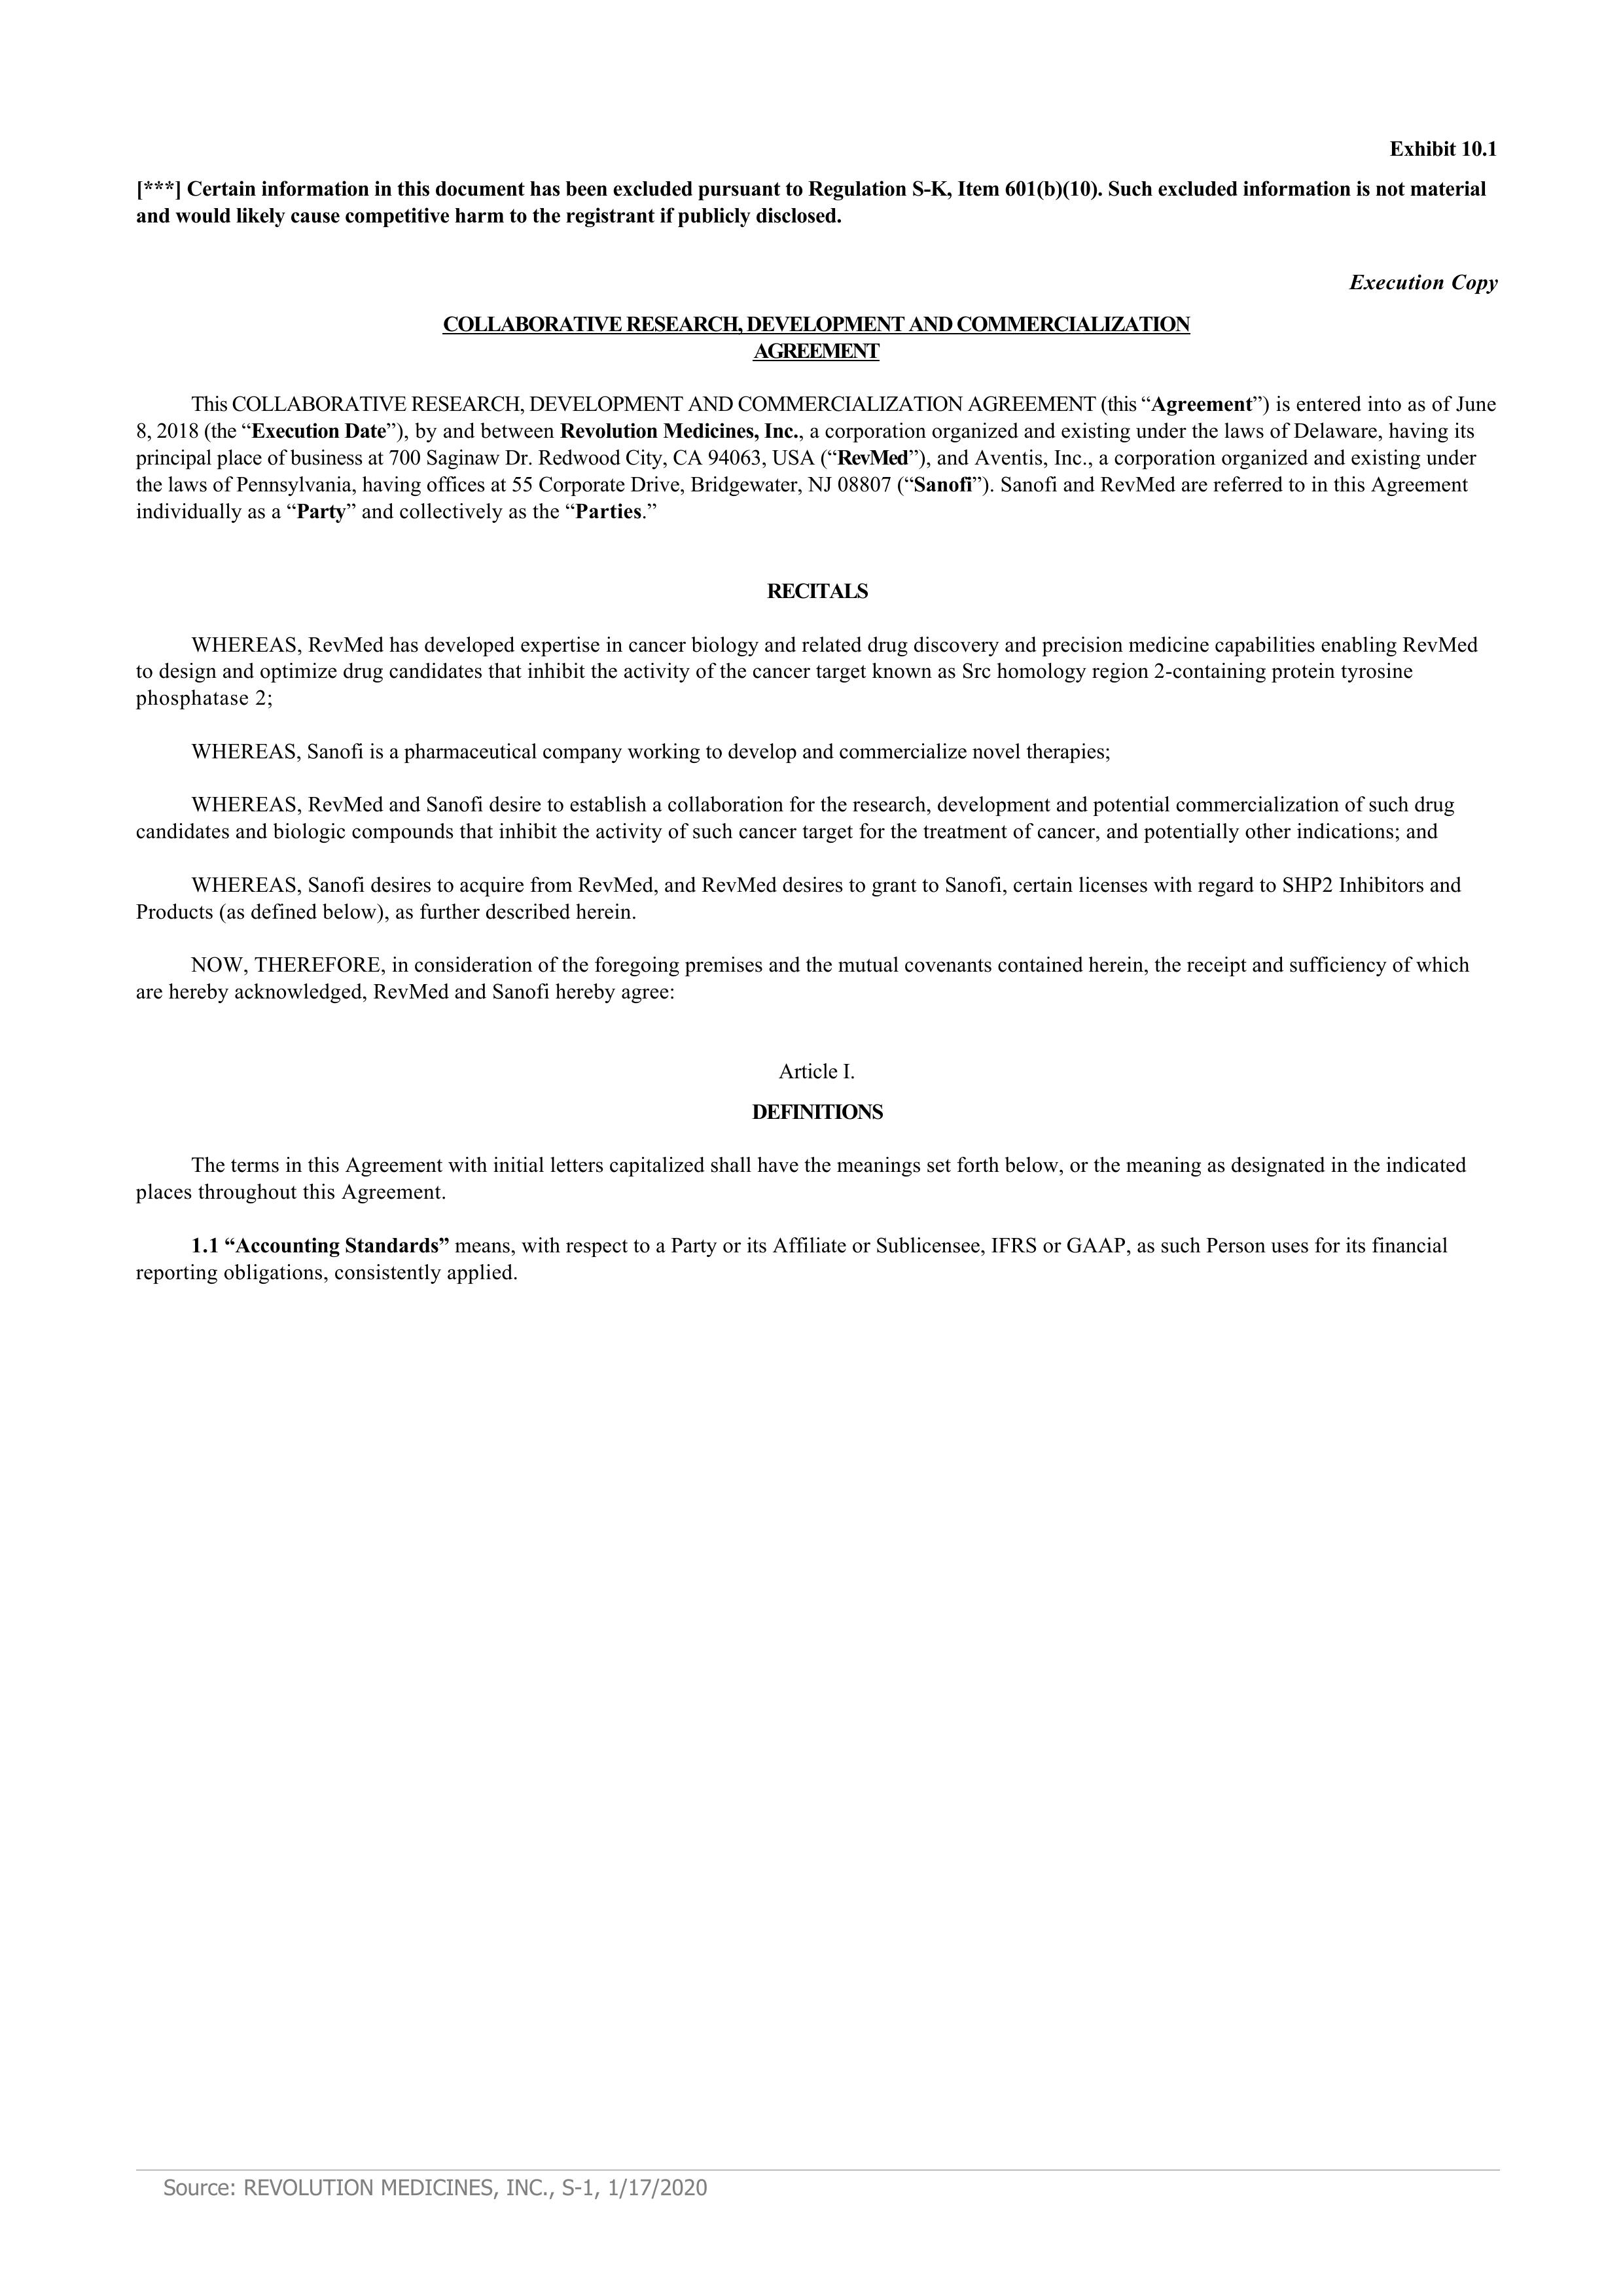 Exhibit 10.1
[***] Certain information in this document has been excluded pursuant to Regulation S-K, Item 601(b)(10). Such excluded information is not material
and would likely cause competitive harm to the registrant if publicly disclosed.
Execution Copy
COLLABORATIVE RESEARCH, DEVELOPMENT AND COMMERCIALIZATION
AGREEMENT
This COLLABORATIVE RESEARCH, DEVELOPMENT AND COMMERCIALIZATION AGREEMENT (this “Agreement”) is entered into as of June
8, 2018 (the “Execution Date”), by and between Revolution Medicines, Inc., a corporation organized and existing under the laws of Delaware, having its
principal place of business at 700 Saginaw Dr. Redwood City, CA 94063, USA (“RevMed”), and Aventis, Inc., a corporation organized and existing under
the laws of Pennsylvania, having offices at 55 Corporate Drive, Bridgewater, NJ 08807 (“Sanofi”). Sanofi and RevMed are referred to in this Agreement
individually as a “Party” and collectively as the “Parties.”
RECITALS
WHEREAS, RevMed has developed expertise in cancer biology and related drug discovery and precision medicine capabilities enabling RevMed
to design and optimize drug candidates that inhibit the activity of the cancer target known as Src homology region 2-containing protein tyrosine
phosphatase 2;
WHEREAS, Sanofi is a pharmaceutical company working to develop and commercialize novel therapies;
WHEREAS, RevMed and Sanofi desire to establish a collaboration for the research, development and potential commercialization of such drug
candidates and biologic compounds that inhibit the activity of such cancer target for the treatment of cancer, and potentially other indications; and
WHEREAS, Sanofi desires to acquire from RevMed, and RevMed desires to grant to Sanofi, certain licenses with regard to SHP2 Inhibitors and
Products (as defined below), as further described herein.
NOW, THEREFORE, in consideration of the foregoing premises and the mutual covenants contained herein, the receipt and sufficiency of which
are hereby acknowledged, RevMed and Sanofi hereby agree:
Article I.
DEFINITIONS
The terms in this Agreement with initial letters capitalized shall have the meanings set forth below, or the meaning as designated in the indicated
places throughout this Agreement.
1.1 “Accounting Standards” means, with respect to a Party or its Affiliate or Sublicensee, IFRS or GAAP, as such Person uses for its financial
reporting obligations, consistently applied.
Source: REVOLUTION MEDICINES, INC., S-1, 1/17/2020